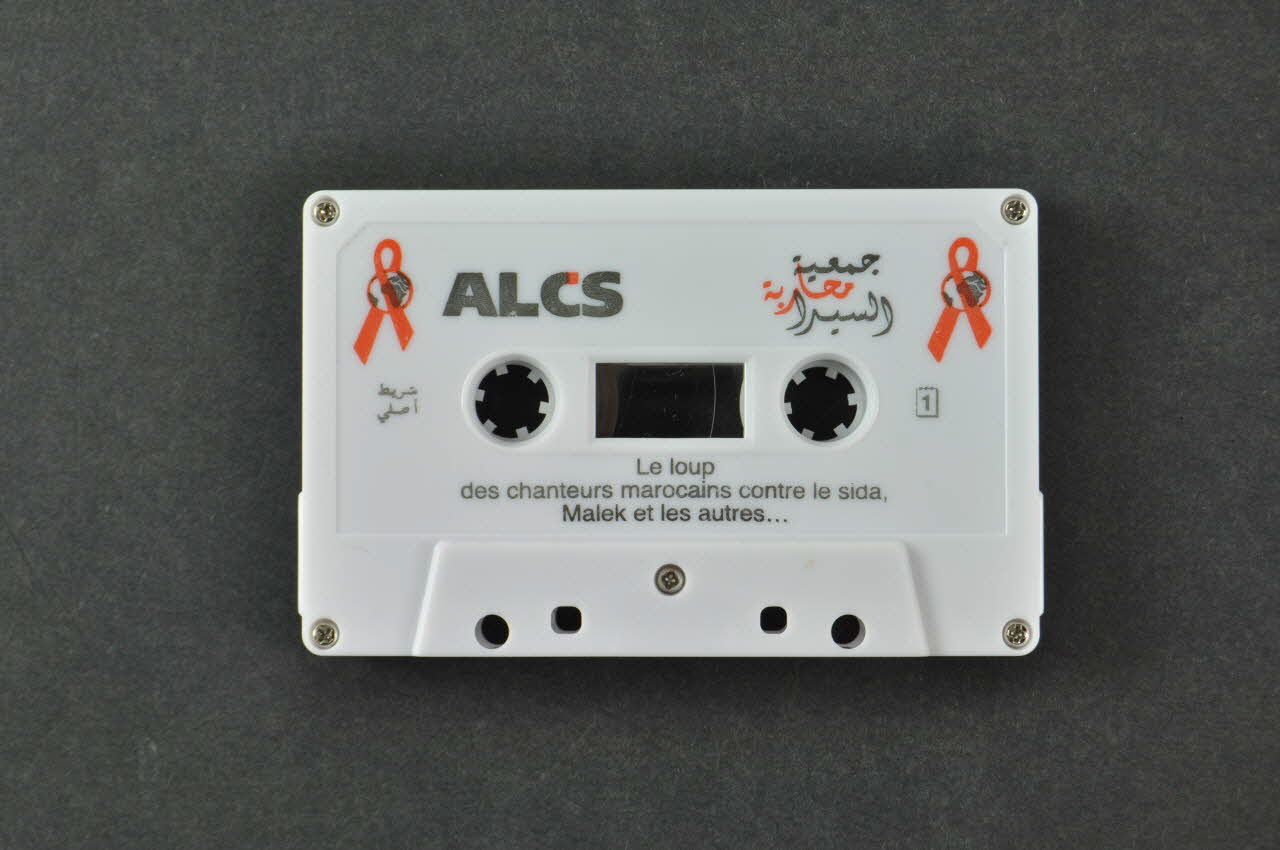 ALCS
جمعية
محاربة
السيدا
شريط
أصلي
1
Le loup
des chanteurs marocains contre le sida,
Malek et les autres...